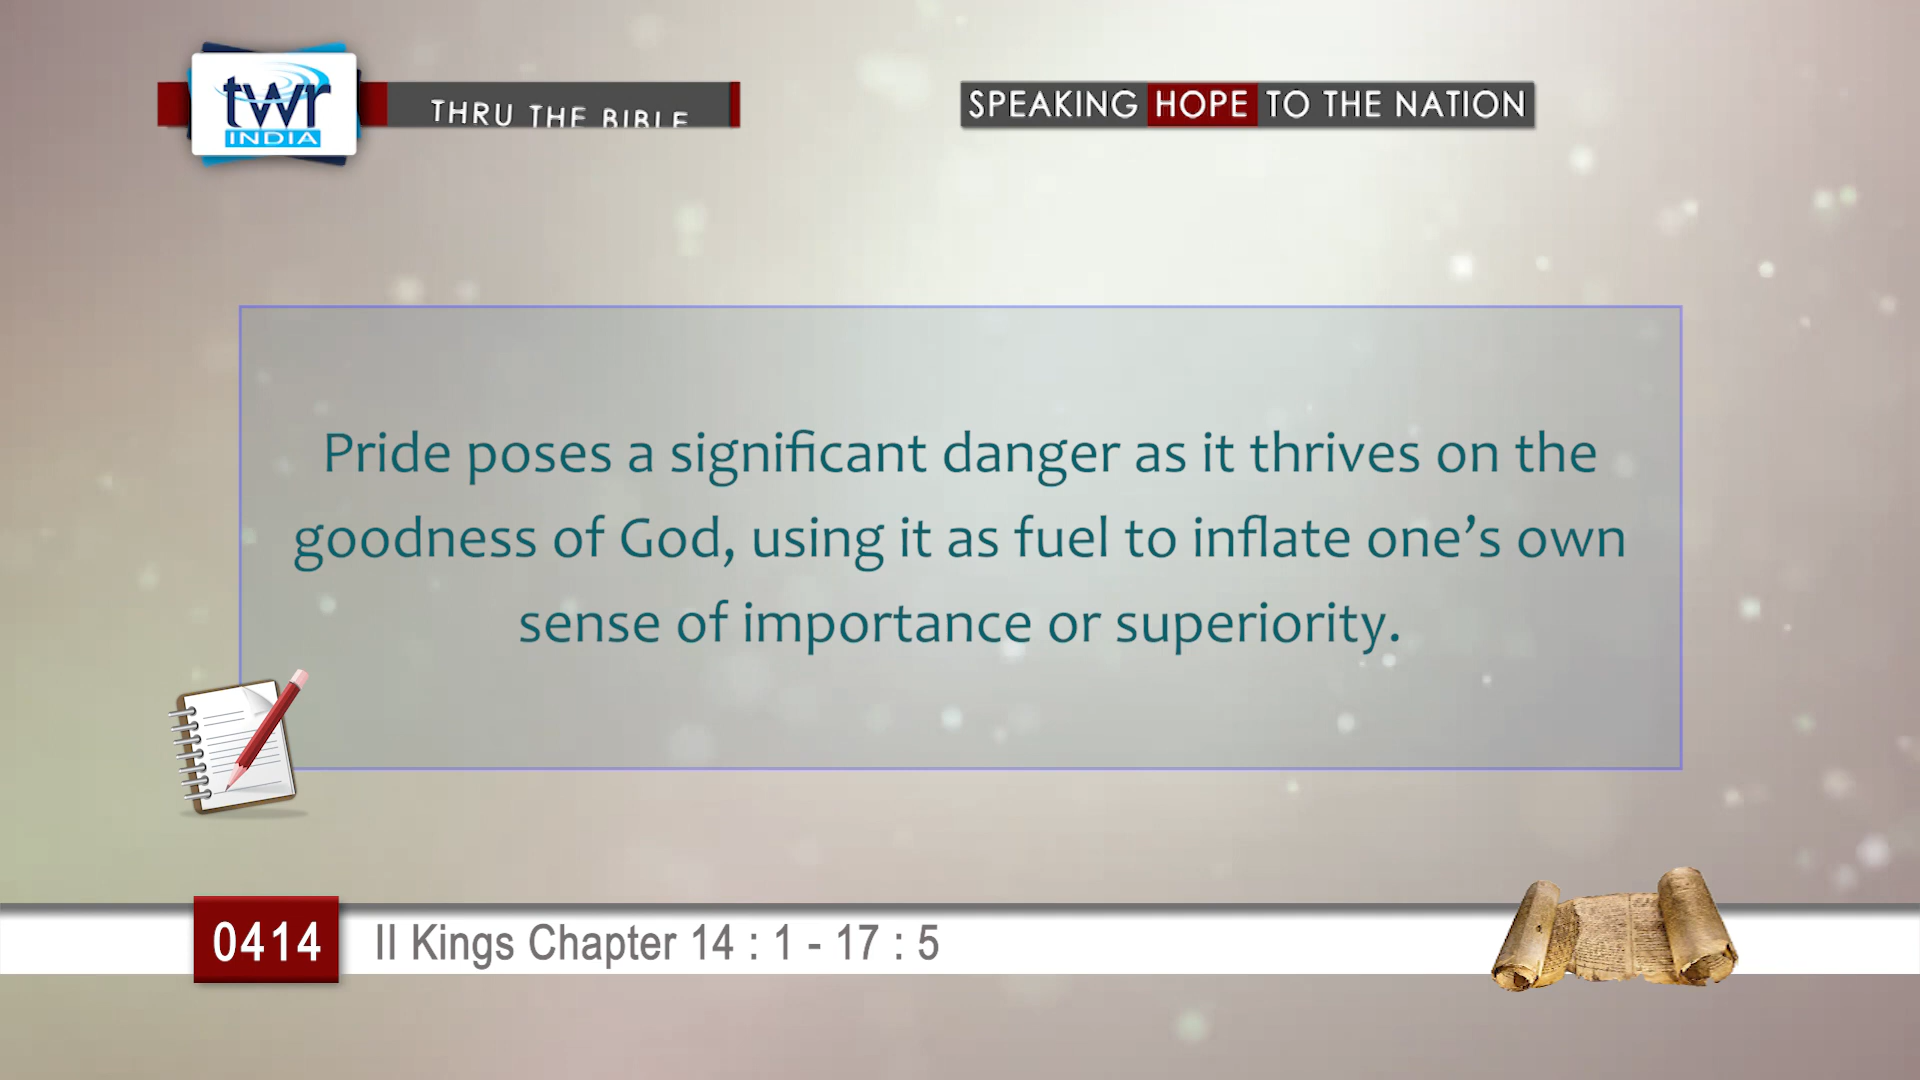 twr
INDIA
THRU THE BIBLE
SPEAKING HOPE TO THE NATION
Pride poses a significant danger as it thrives on the
goodness of God, using it as fuel to inflate one’s own
sense of importance or superiority.
0414
II Kings Chapter 14 : 1 - 17 : 5